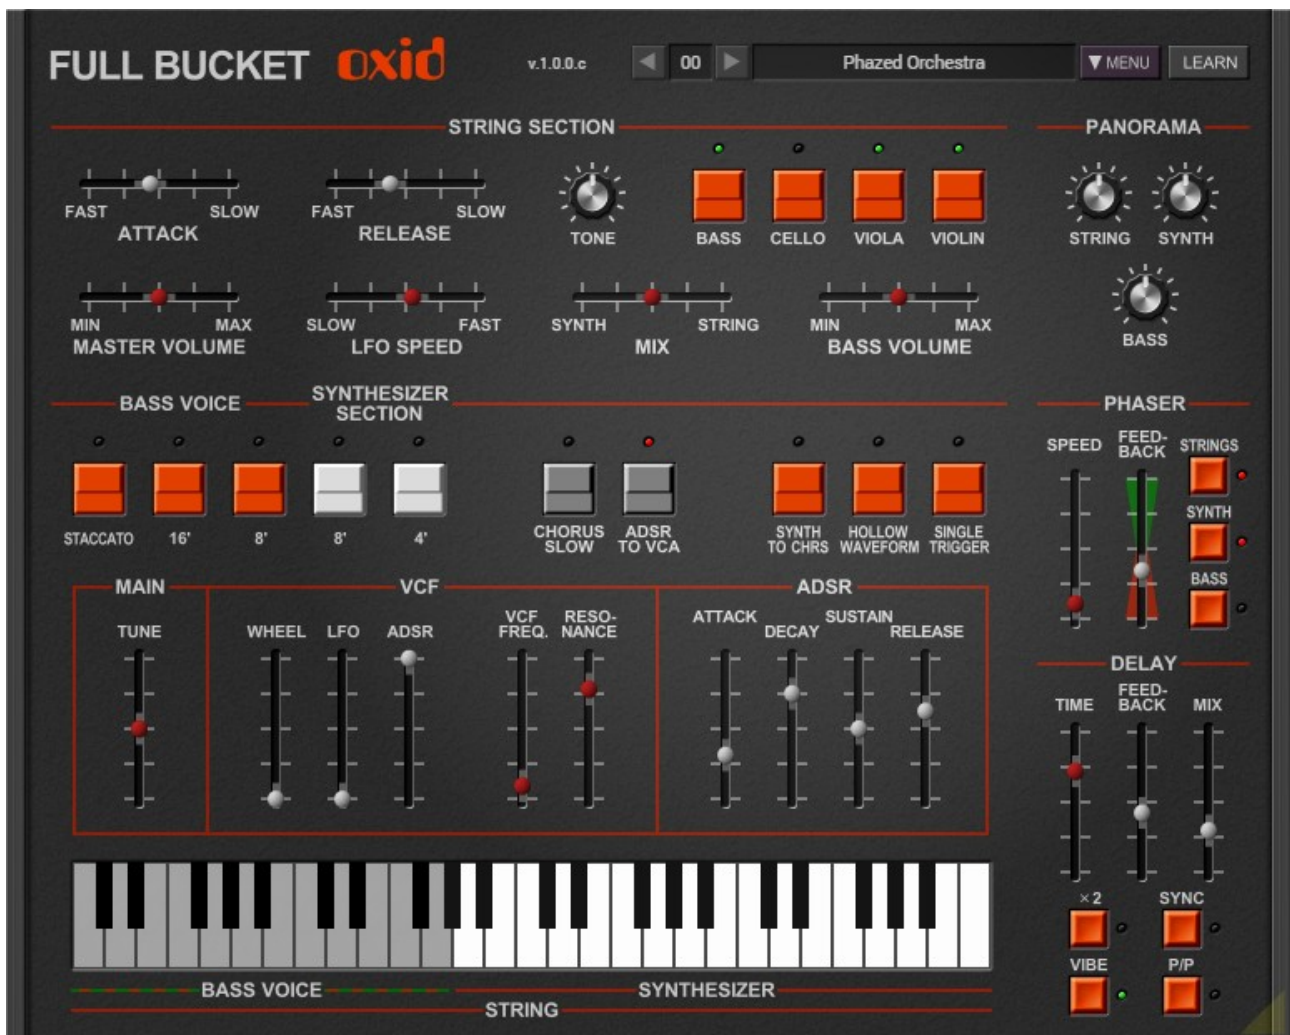 FULL BUCKET oxid v.1.0.0.c 00 Phazed Orchestra ▼ MENU LEARN
STRING SECTION PANORAMA
FAST SLOW FAST SLOW
ATTACK RELEASE TONE BASS CELLO VIOLA VIOLIN STRING SYNTH
MIN MAX SLOW FAST SYNTH STRING MIN MAX
MASTER VOLUME LFO SPEED MIX BASS VOLUME BASS
BASS VOICE SYNTHESIZER
SECTION PHASER
SPEED FEED-
BACK STRINGS
SYNTH
BASS
STACCATO 16' 8' 8' 4' CHORUS
SLOW ADSR
TO VCA SYNTH
TO CHRS HOLLOW
WAVEFORM SINGLE
TRIGGER
MAIN VCF ADSR
TUNE WHEEL LFO ADSR VCF
FREQ. RESO-
NANCE ATTACK DECAY SUSTAIN RELEASE
DELAY
TIME FEED-
BACK MIX
×2 SYNC
VIBE P/P
BASS VOICE SYNTHESIZER
STRING